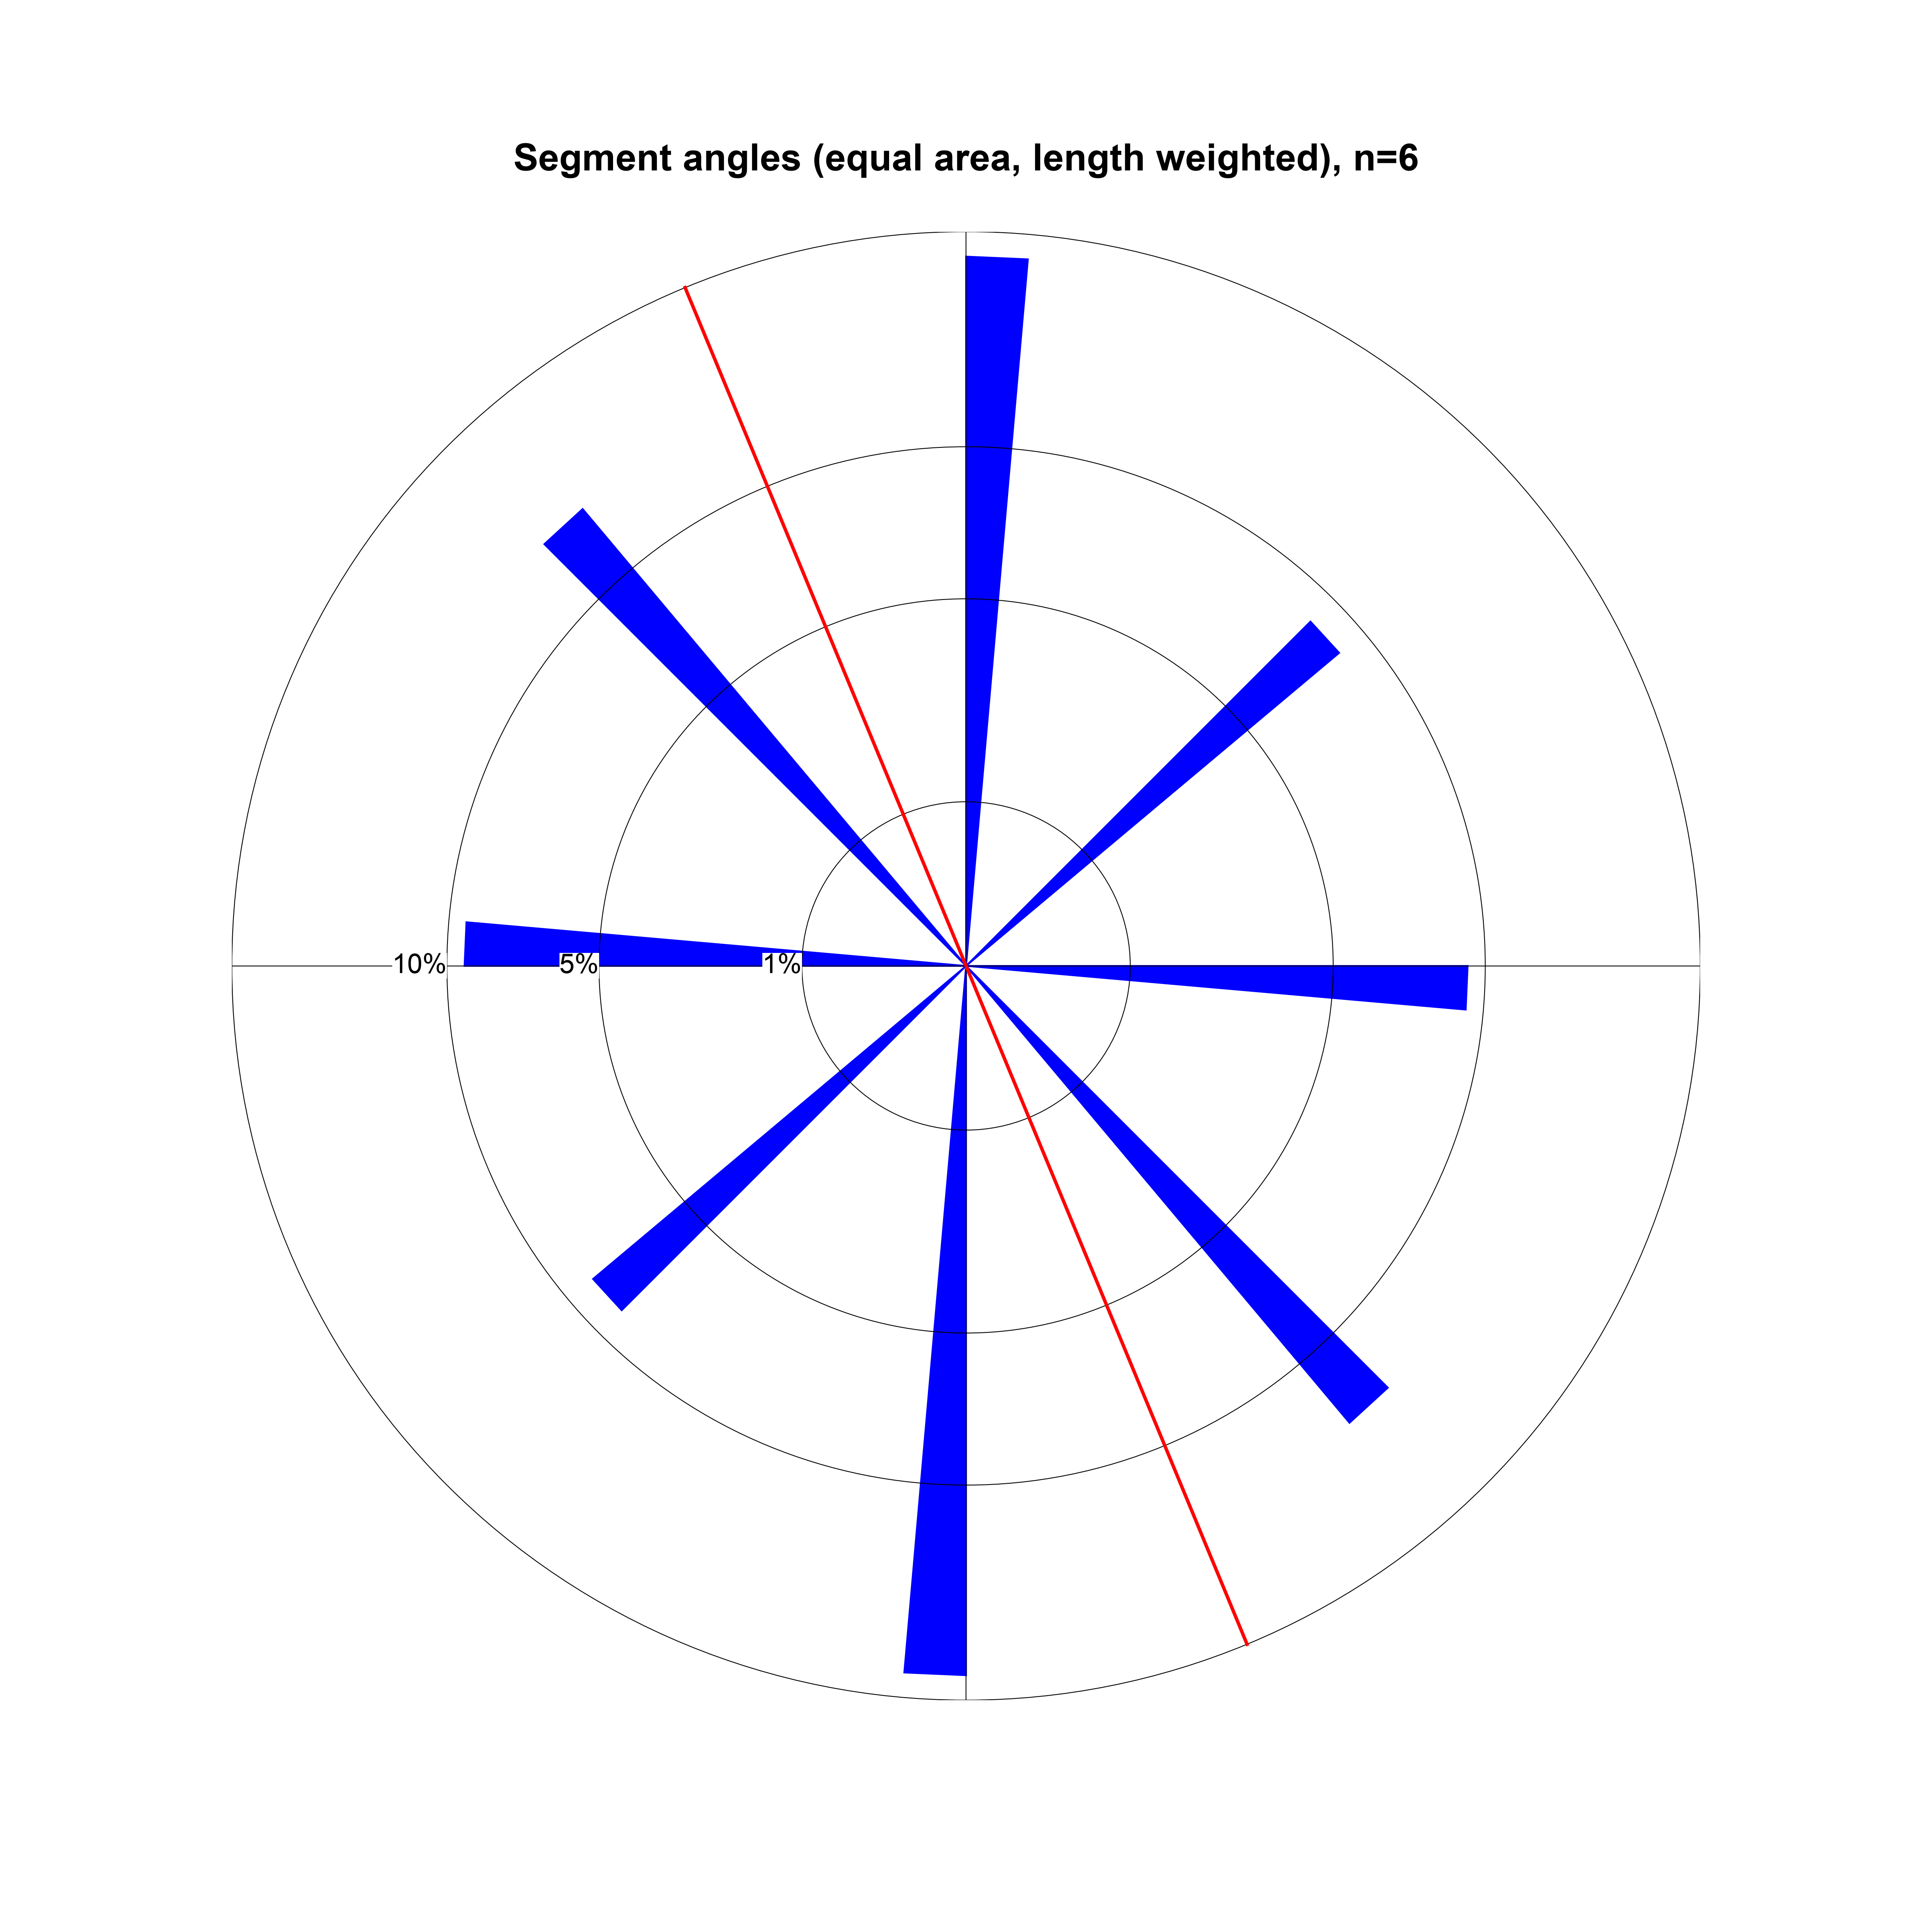 Segment angles (equal area, length weighted), n=6
10% 5% 1%